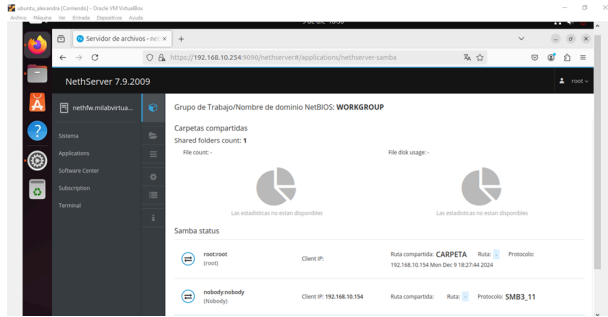 ubuntu_alexandra [Corriendo] - Oracle VM VirtualBox
Archivo Máquina Ver Entrada Dispositivos Ayuda
Servidor de archivos - net
https://192.168.10.254:9090/nethserver#/applications/nethserver-samba
NethServer 7.9.2009
root
nethfw.milabvirtua...
Grupo de Trabajo/Nombre de dominio NetBIOS: WORKGROUP
Carpetas compartidas
Shared folders count: 1
File count: -
File disk usage: -
Sistema
Applications
Software Center
Subscription
Terminal
Las estadísticas no estan disponibles
Las estadísticas no estan disponibles
Samba status
root:root
(root)
Client IP:
Ruta compartida: CARPETA Ruta: - Protocolo:
192.168.10.154 Mon Dec 9 18:27:44 2024
nobody:nobody
(Nobody)
Client IP: 192.168.10.154
Ruta compartida: Ruta: - Protocolo: SMB3_11